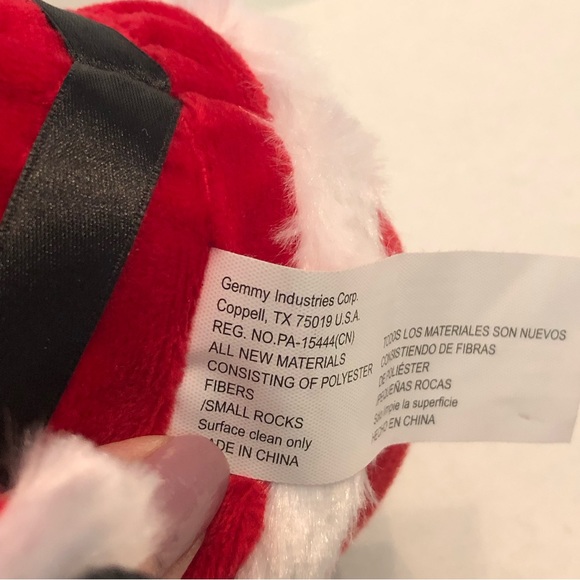 Gemmy Industries Corp.
Coppell, TX 75019 U.S.A.
REG. NO.PA-15444(CN)
ALL NEW MATERIALS
CONSISTING OF POLYESTER
FIBERS
/SMALL ROCKS
Surface clean only
ADE IN CHINA
TODOS LOS MATERIALES SON NUEVOS
CONSISTIENDO DE FIBRAS
DE POLIÉSTER
/PEQUEÑAS ROCAS
limpie la superficie
HECHO EN CHINA